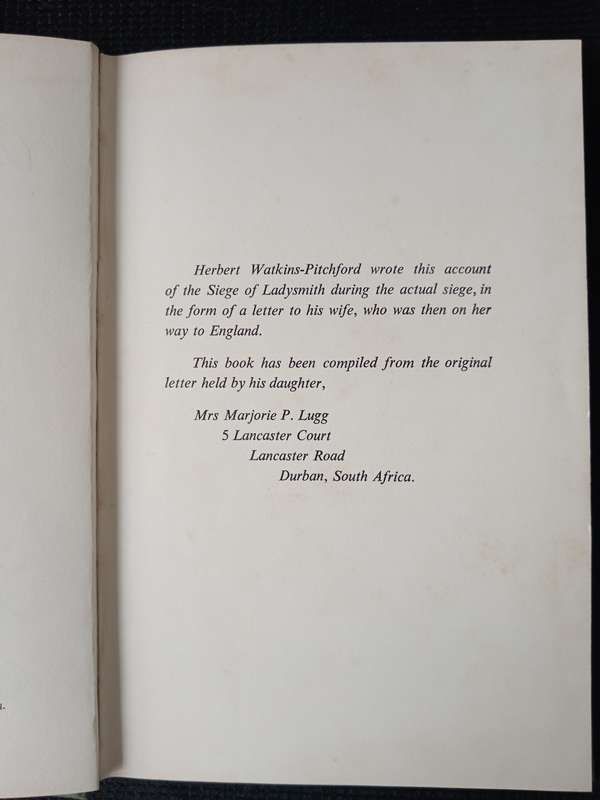 Herbert Watkins-Pitchford wrote this account
of the Siege of Ladysmith during the actual siege, in
the form of a letter to his wife, who was then on her
way to England.
This book has been compiled from the original
letter held by his daughter,
Mrs Marjorie P. Lugg
5 Lancaster Court
Lancaster Road
Durban, South Africa.